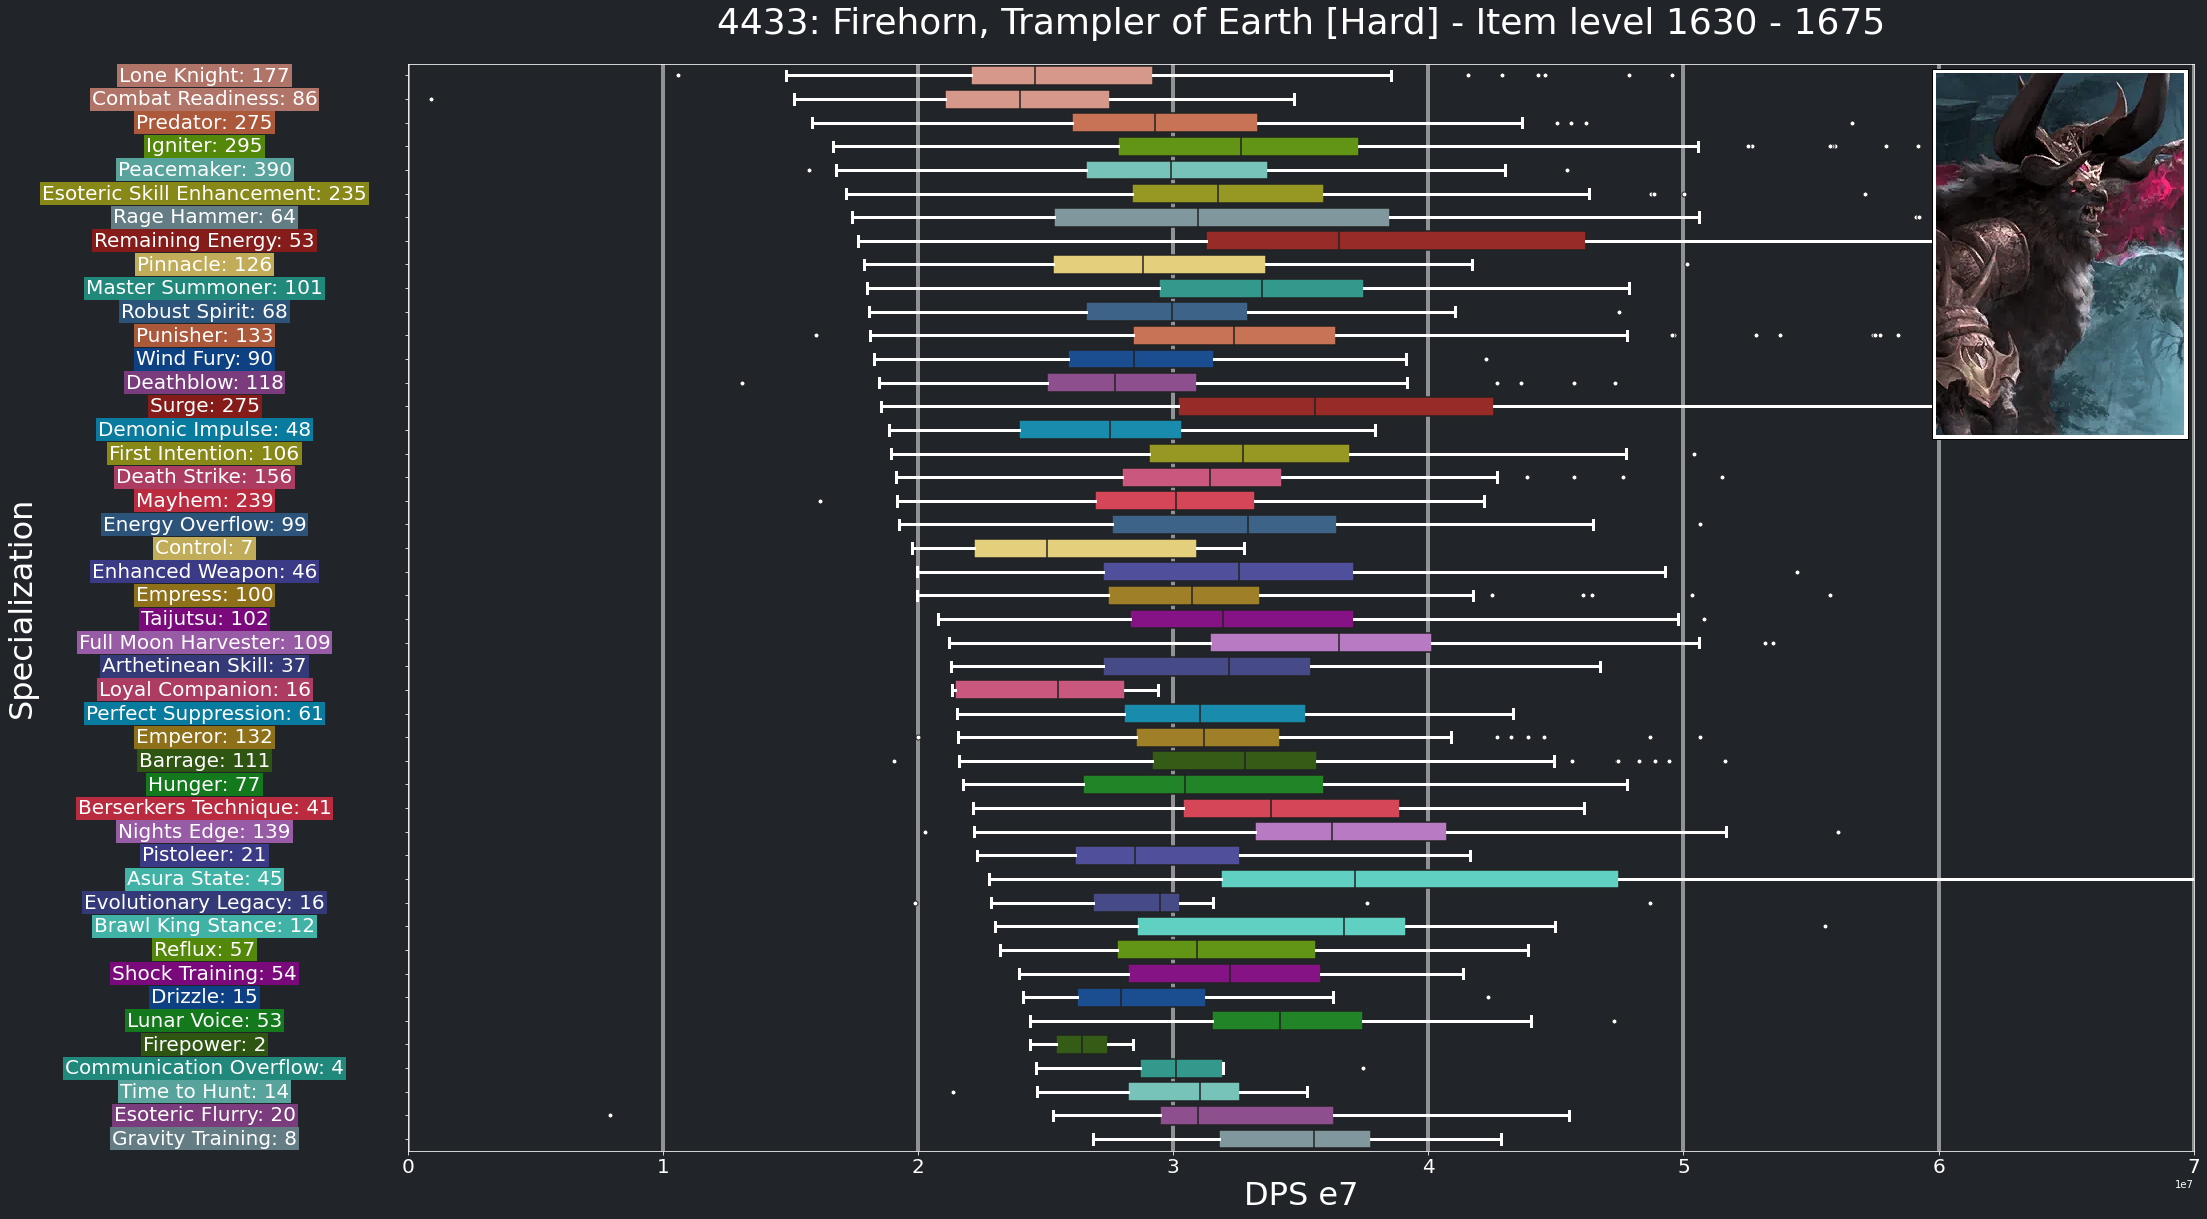 4433: Firehorn, Trampler of Earth [Hard] - Item level 1630 - 1675
Specialization
Lone Knight: 177
Combat Readiness: 86
Predator: 275
Igniter: 295
Peacemaker: 390
Esoteric Skill Enhancement: 235
Rage Hammer: 64
Remaining Energy: 53
Pinnacle: 126
Master Summoner: 101
Robust Spirit: 68
Punisher: 133
Wind Fury: 90
Deathblow: 118
Surge: 275
Demonic Impulse: 48
First Intention: 106
Death Strike: 156
Mayhem: 239
Energy Overflow: 99
Control: 7
Enhanced Weapon: 46
Empress: 100
Taijutsu: 102
Full Moon Harvester: 109
Arthetinean Skill: 37
Loyal Companion: 16
Perfect Suppression: 61
Emperor: 132
Barrage: 111
Hunger: 77
Berserkers Technique: 41
Nights Edge: 139
Pistoleer: 21
Asura State: 45
Evolutionary Legacy: 16
Brawl King Stance: 12
Reflux: 57
Shock Training: 54
Drizzle: 15
Lunar Voice: 53
Firepower: 2
Communication Overflow: 4
Time to Hunt: 14
Esoteric Flurry: 20
Gravity Training: 8
0 1 2 3 4 5 6 7
1e7
DPS e7